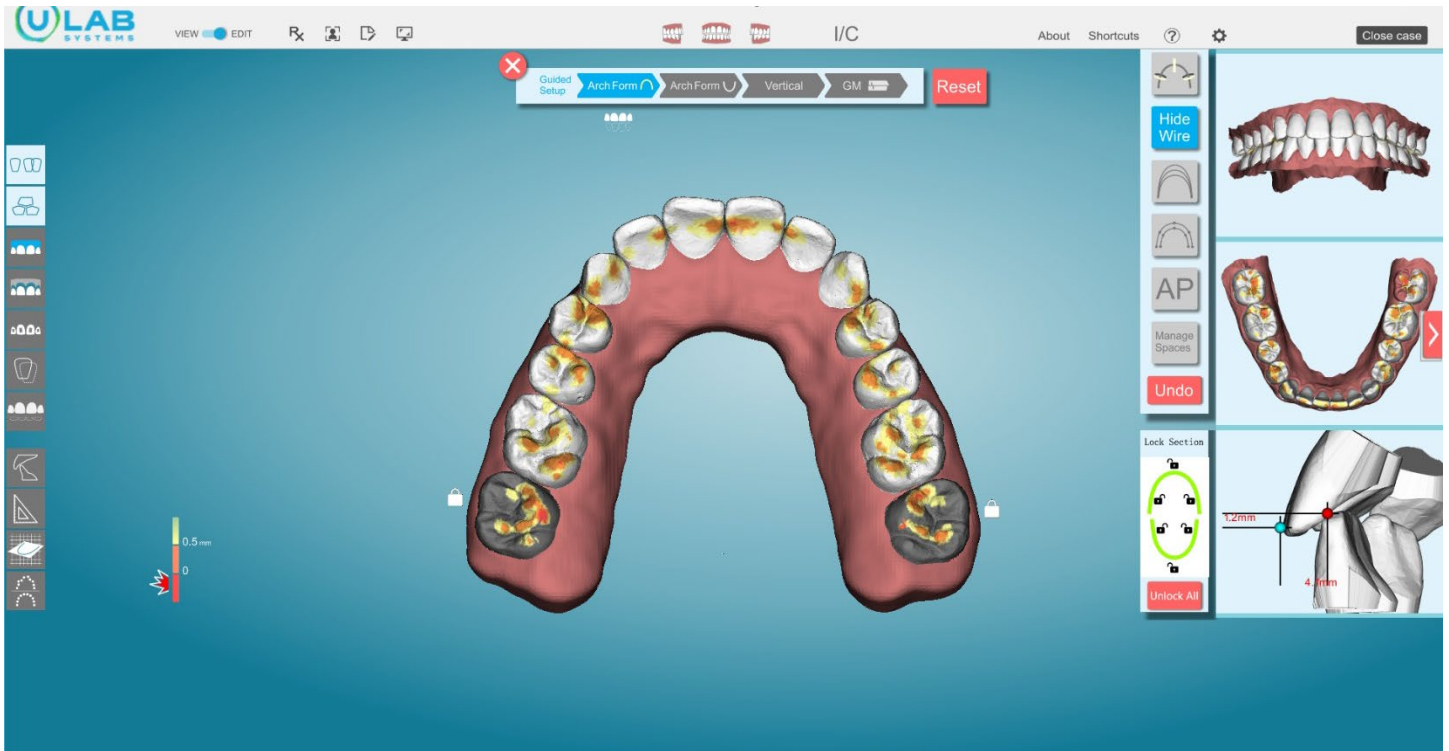 ULAB
SYSTEMS
VIEW EDIT
Rx
I/C
About Shortcuts ?
Close case
Guided
Setup
Arch Form
Arch Form
Vertical
GM
Reset
Hide
Wire
AP
Manage
Spaces
Undo
Lock Section
Unlock All
0.5 mm
0
1.2mm